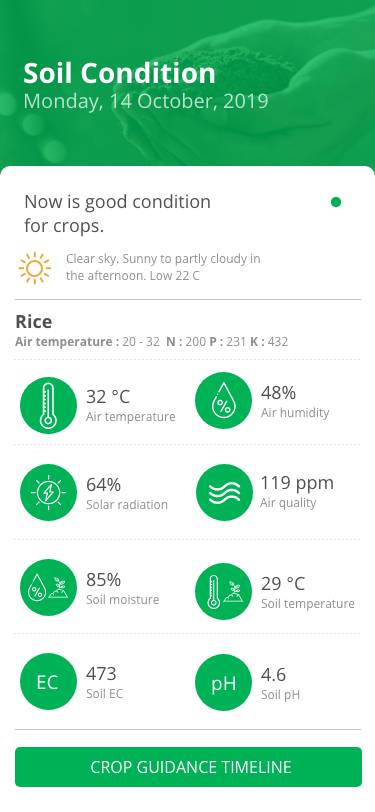 Soil Condition
Monday, 14 October, 2019
Now is good condition
for crops.
Clear sky. Sunny to partly cloudy in
the afternoon. Low 22 C
Rice
Air temperature : 20 - 32 N : 200 P : 231 K : 432
32 °C
Air temperature
%
48%
Air humidity
64%
Solar radiation
119 ppm
Air quality
%
85%
Soil moisture
29 °C
Soil temperature
EC
473
Soil EC
pH
4.6
Soil pH
CROP GUIDANCE TIMELINE